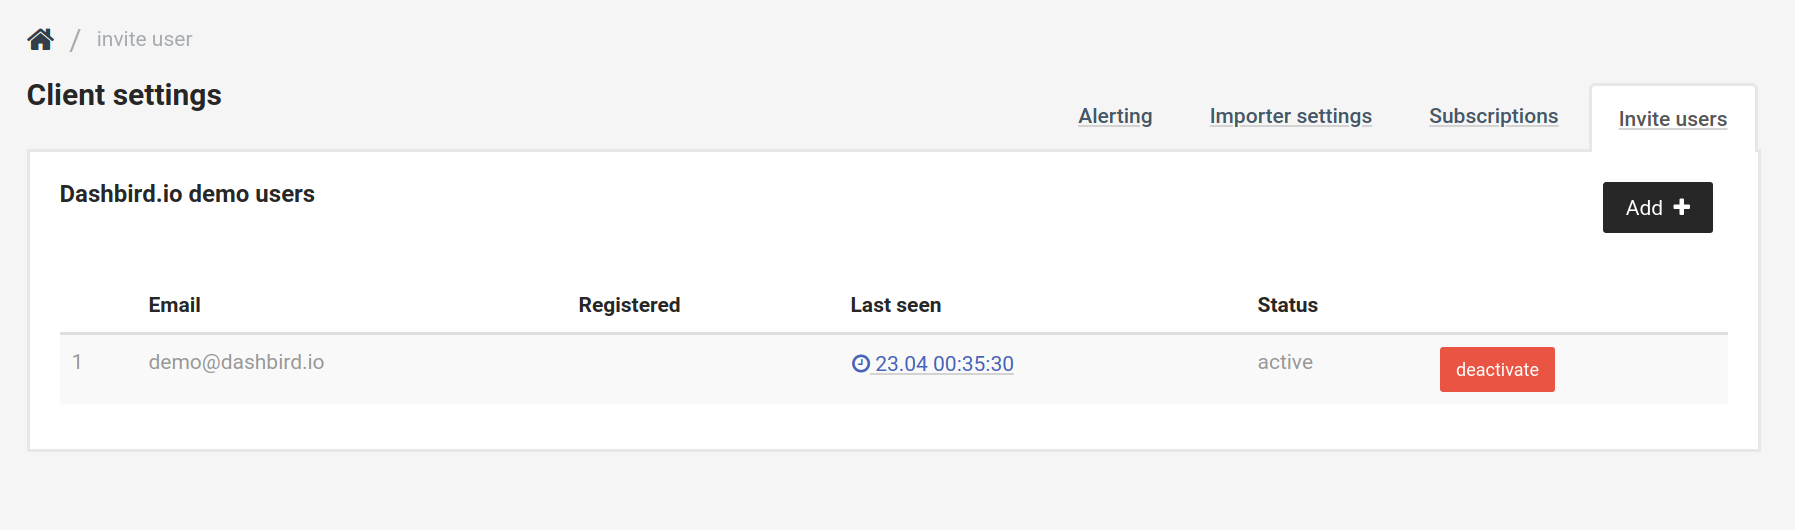 / invite user
Client settings
Alerting Importer settings Subscriptions Invite users
Dashbird.io demo users
Add +
Email Registered Last seen Status
1 demo@dashbird.io 23.04 00:35:30 active deactivate